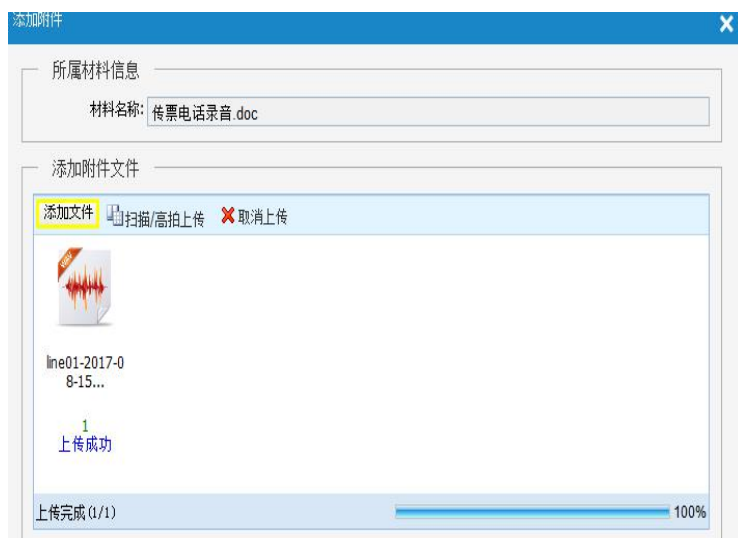 添加附件
所属材料信息
材料名称: 传票电话录音.doc
添加附件文件
添加文件 扫描/高拍上传 取消上传
WAV
line01-2017-0
8-15...
1
上传成功
上传完成(1/1) 100%